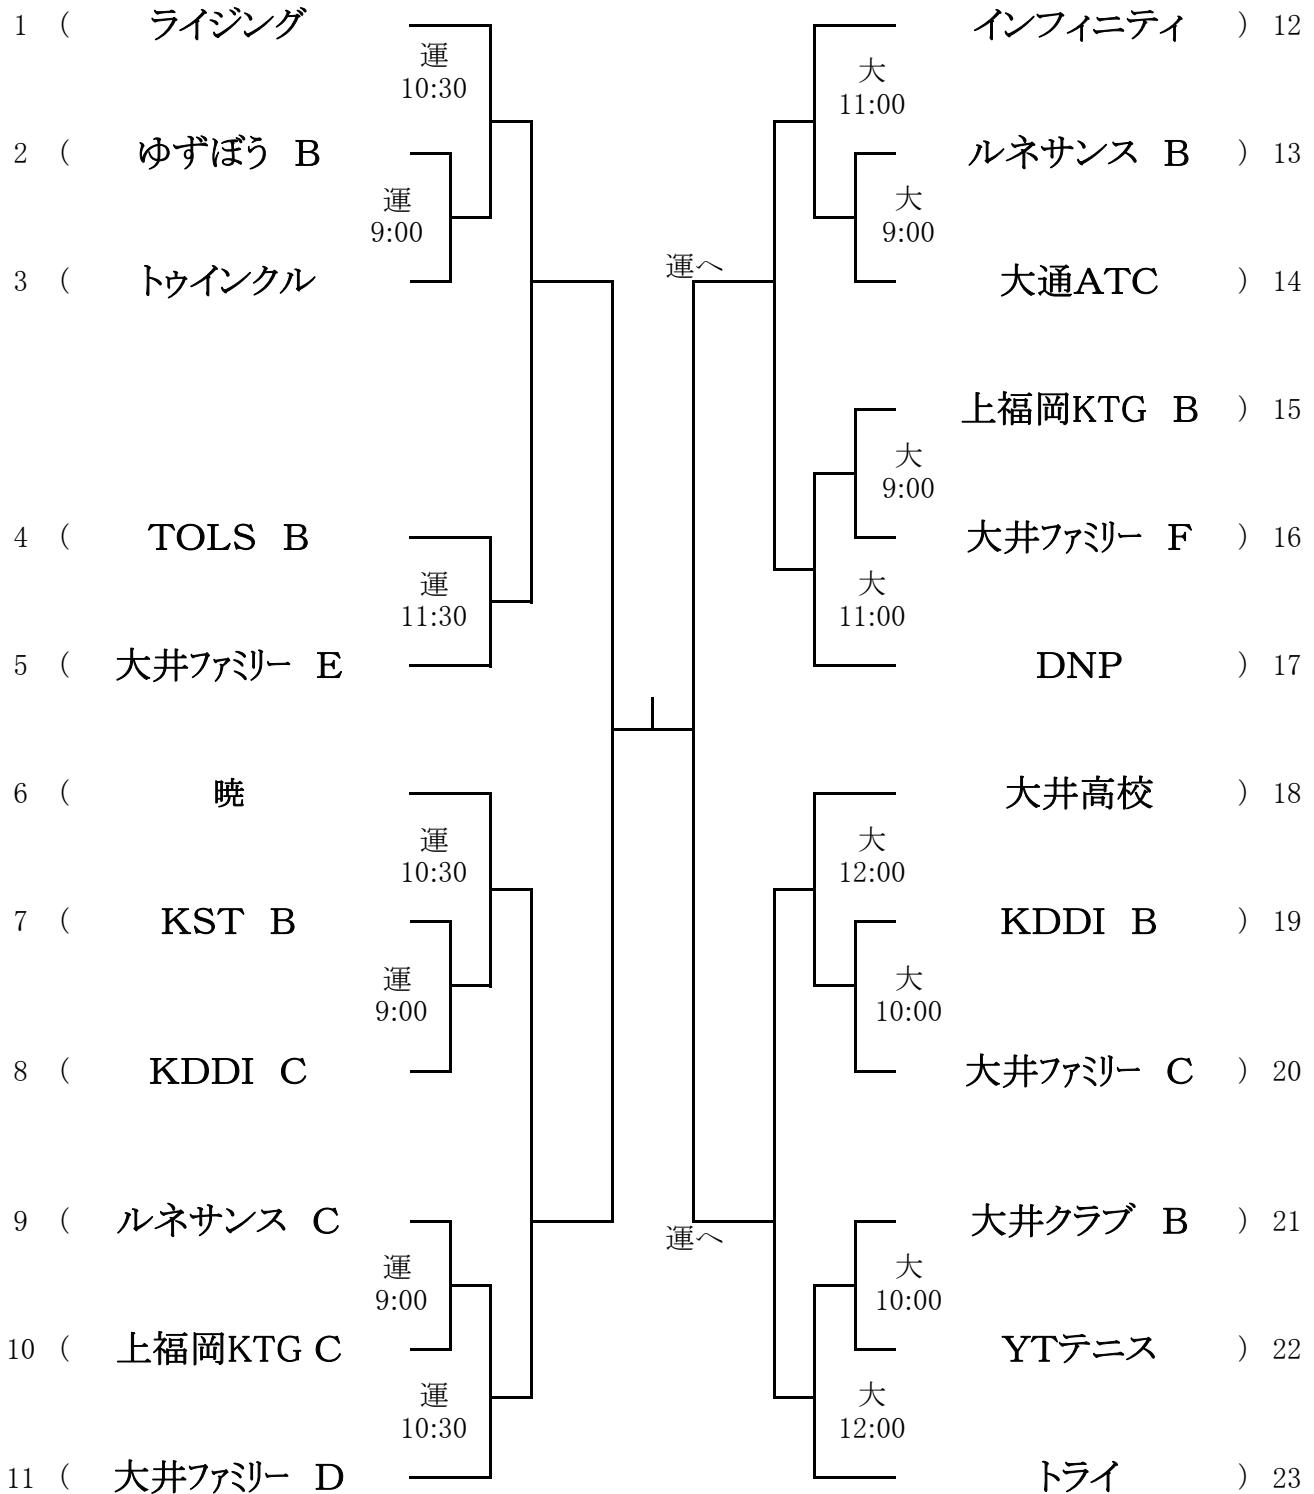 1 ( ライジング
運
10:30
2 ( ゆずぼう B
運
9:00
3 ( トゥインクル
4 ( TOLS B
運
11:30
5 ( 大井ファミリー E
6 ( 暁
運
10:30
7 ( KST B
運
9:00
8 ( KDDI C
9 ( ルネサンス C
運
9:00
10 ( 上福岡KTG C
運
10:30
11 ( 大井ファミリー D
運へ
運へ
インフィニティ ) 12
大
11:00
ルネサンス B ) 13
大
9:00
大通ATC ) 14
上福岡KTG B ) 15
大
9:00
大井ファミリー F ) 16
大
11:00
DNP ) 17
大井高校 ) 18
大
12:00
KDDI B ) 19
大
10:00
大井ファミリー C ) 20
大井クラブ B ) 21
大
10:00
YTテニス ) 22
大
12:00
トライ ) 23